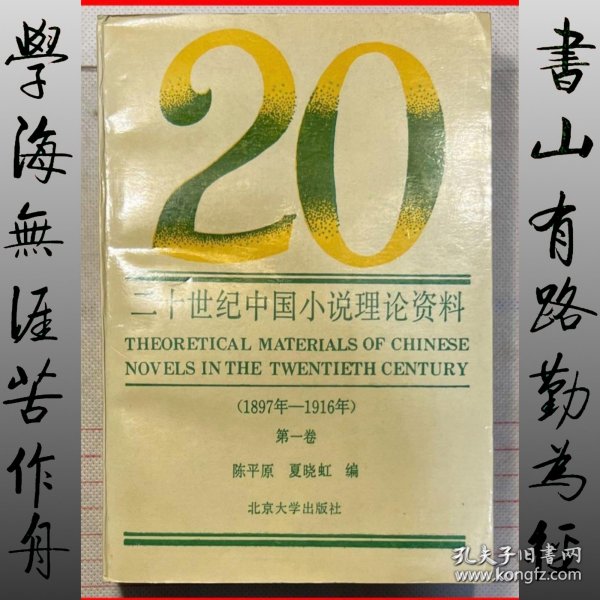 書山有路勤為經
學海無涯苦作舟
20
二十世纪中国小说理论资料
THEORETICAL MATERIALS OF CHINESE
NOVELS IN THE TWENTIETH CENTURY
(1897年—1916年)
第一卷
陈平原 夏晓虹 编
北京大学出版社
孔夫子旧书网
www.kongfz.com